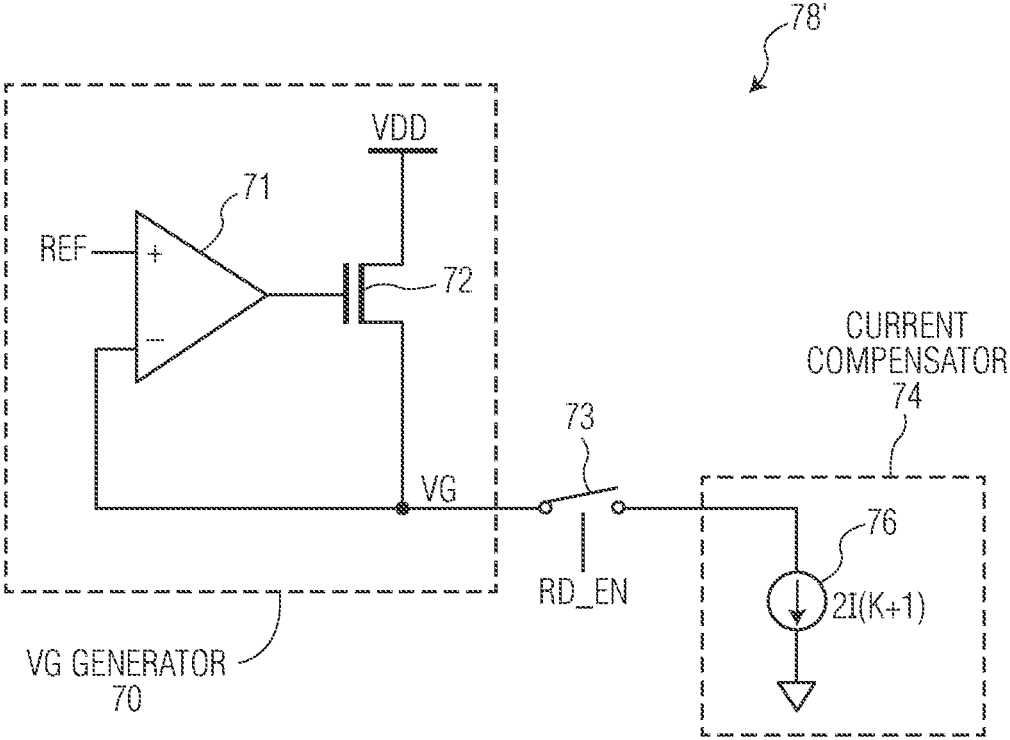 78'
VDD
71
REF
+
72
--
CURRENT
COMPENSATOR
74
73
VG
76
RD_EN
2I(K+1)
VG GENERATOR
70